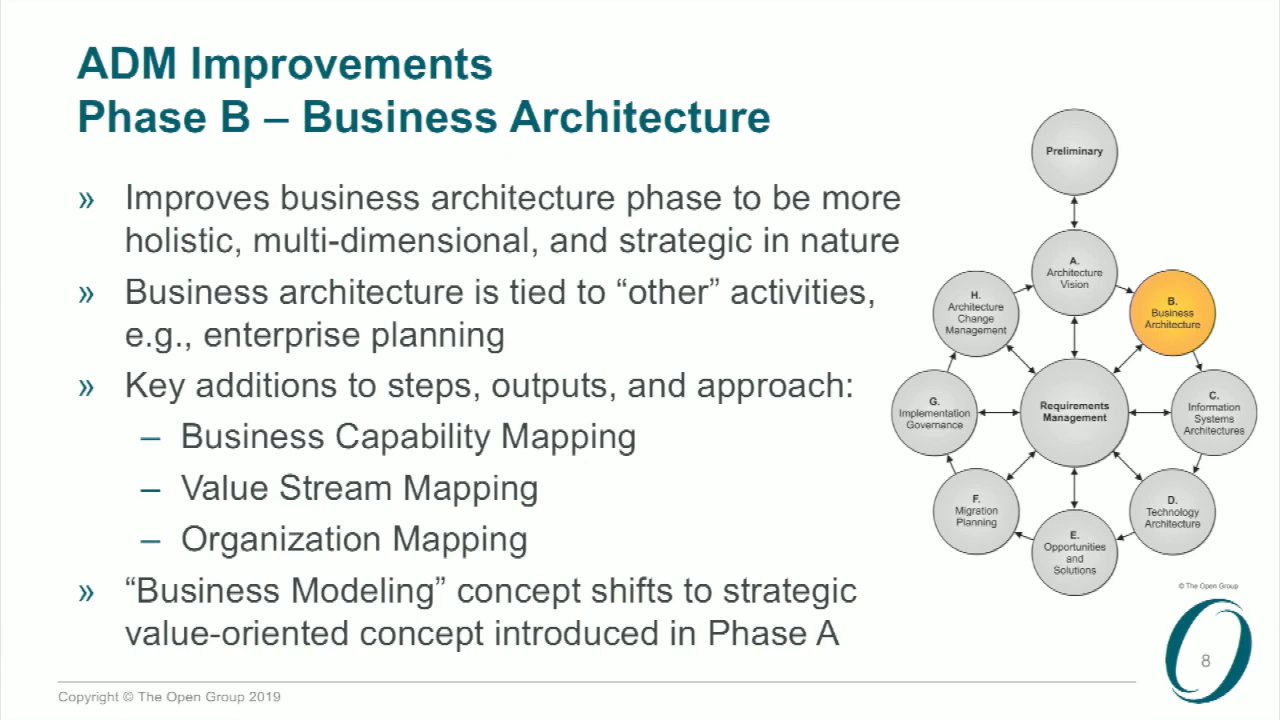 ADM Improvements
Phase B – Business Architecture
» Improves business architecture phase to be more
holistic, multi-dimensional, and strategic in nature
» Business architecture is tied to “other” activities,
e.g., enterprise planning
» Key additions to steps, outputs, and approach:
– Business Capability Mapping
– Value Stream Mapping
– Organization Mapping
» “Business Modeling” concept shifts to strategic
value-oriented concept introduced in Phase A
Preliminary
A.
Architecture
Vision
B.
Business
Architecture
C.
Information
Systems
Architectures
D.
Technology
Architecture
E.
Opportunities
and
Solutions
F.
Migration
Planning
G.
Implementation
Governance
H.
Architecture
Change
Management
Requirements
Management
© The Open Group
8
Copyright © The Open Group 2019